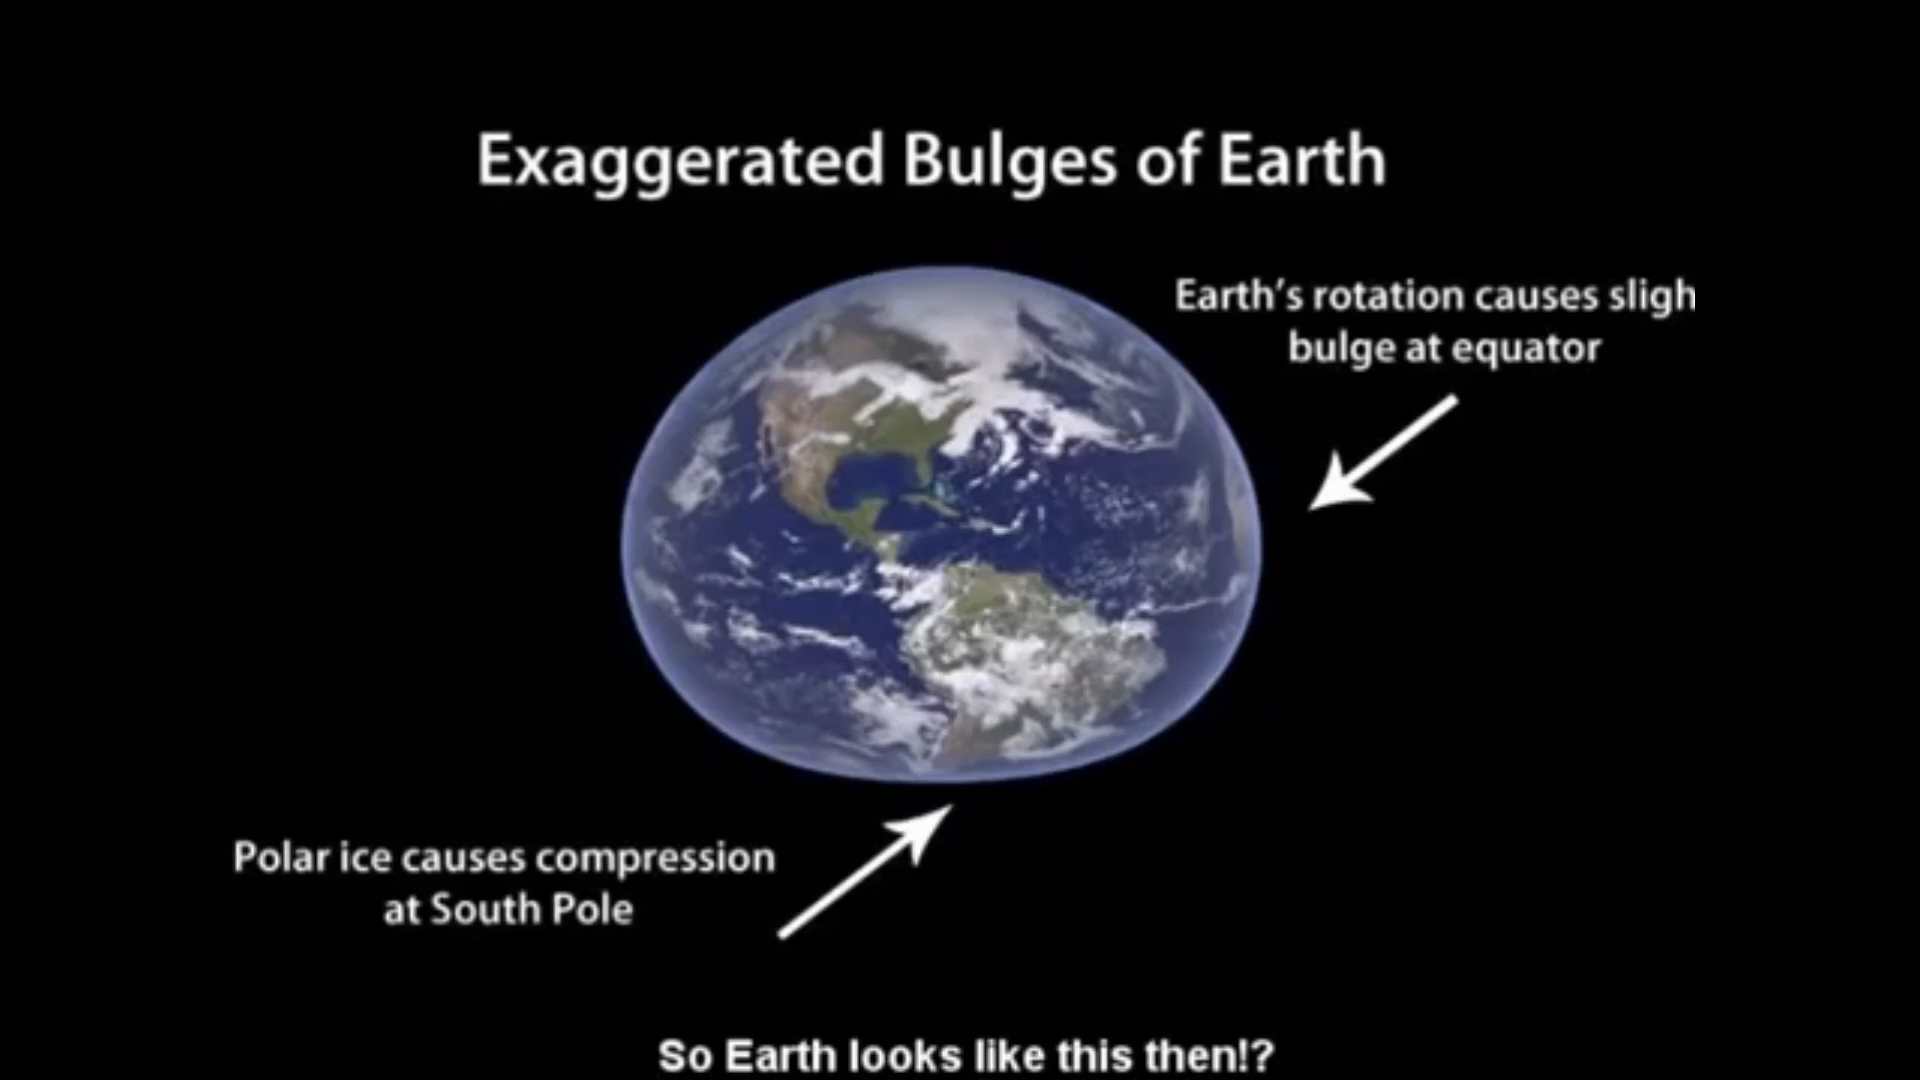 Exaggerated Bulges of Earth
Earth's rotation causes sligh
bulge at equator
Polar ice causes compression
at South Pole
So Earth looks like this then!?